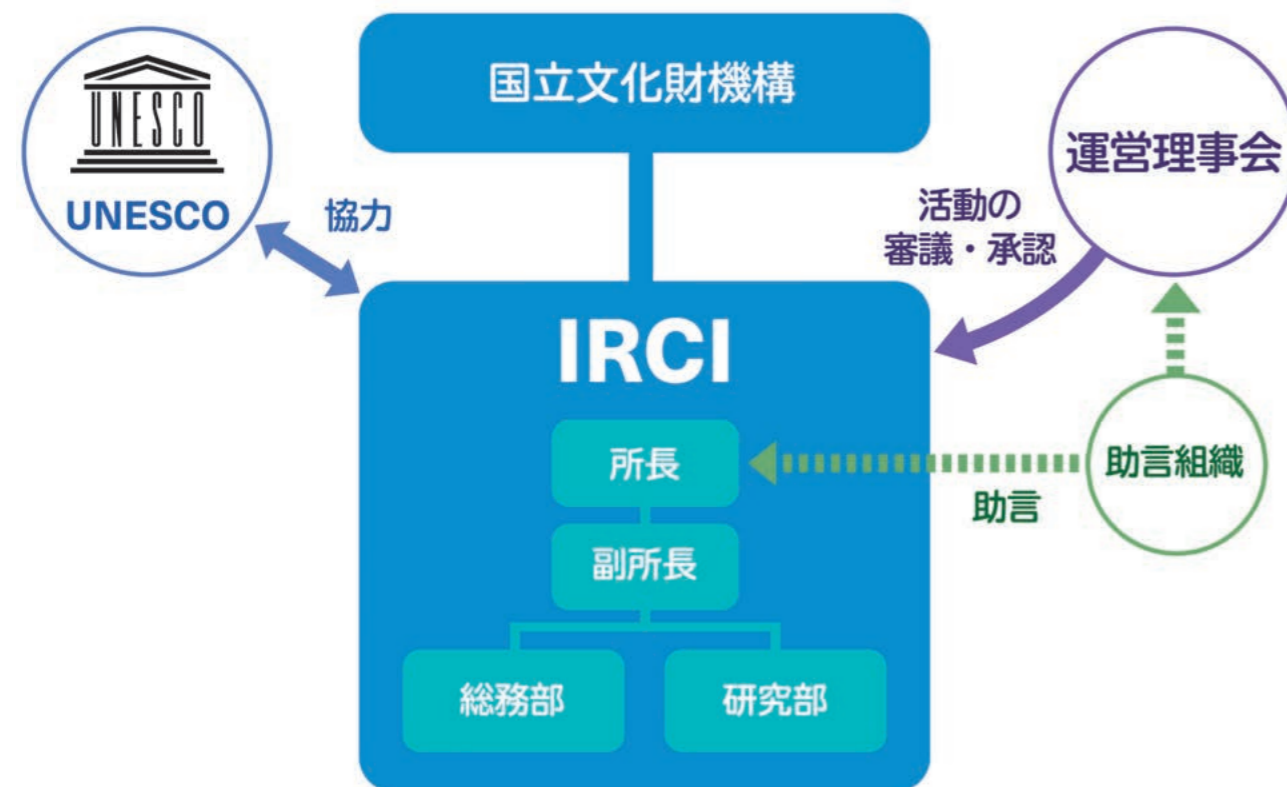 国立文化財機構
UNESCO
UNESCO
協力
運営理事会
活動の
審議・承認
IRCI
所長
助言組織
助言
副所長
総務部
研究部